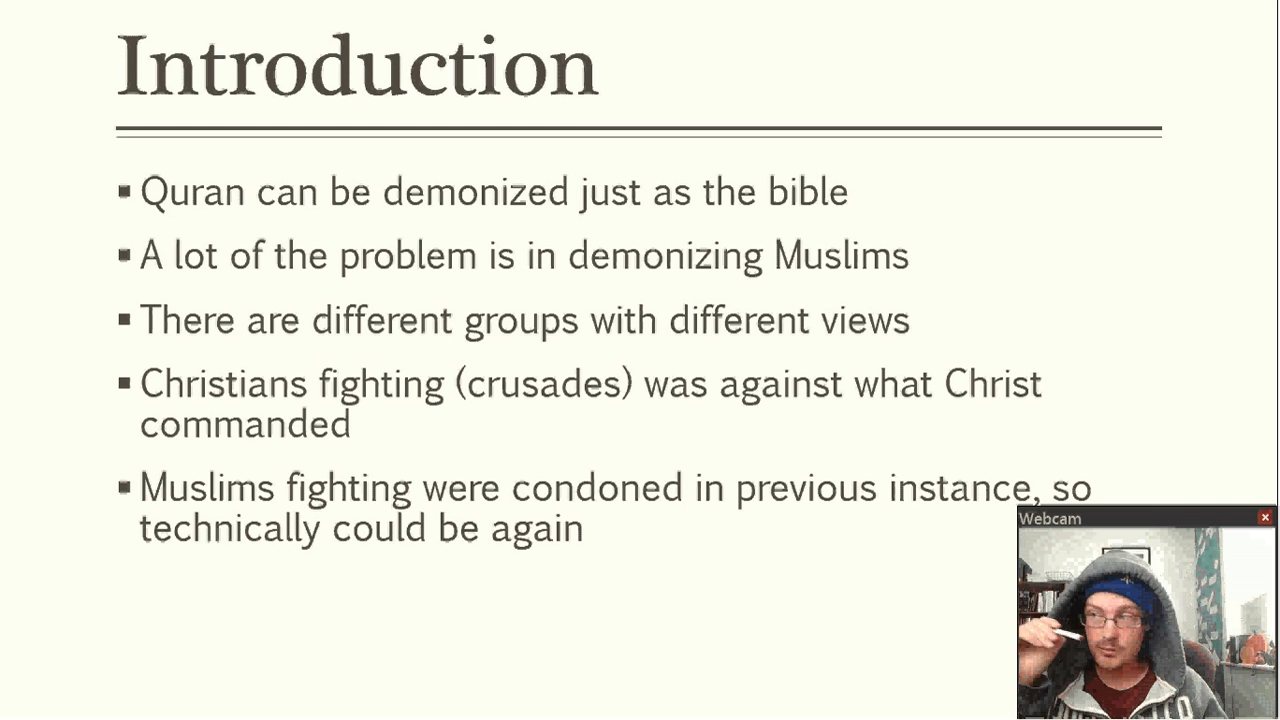 Introduction
▪ Quran can be demonized just as the bible
▪ A lot of the problem is in demonizing Muslims
▪ There are different groups with different views
▪ Christians fighting (crusades) was against what Christ
commanded
▪ Muslims fighting were condoned in previous instance, so
technically could be again
Webcam